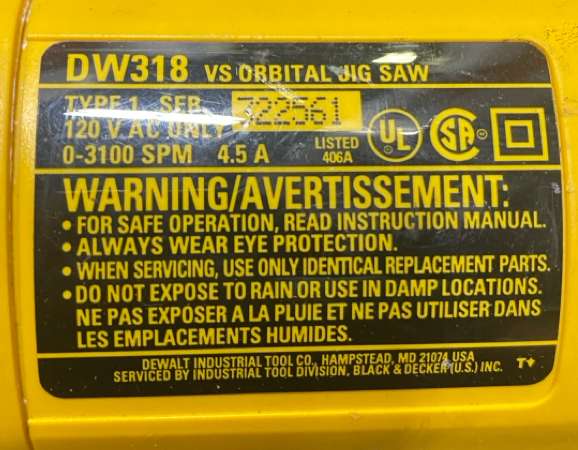 DW318 VS ORBITAL JIG SAW
TYPE 1 SER. 722561
120 V AC ONLY
0-3100 SPM 4.5 A LISTED 406A UL SA
WARNING/AVERTISSEMENT:
• FOR SAFE OPERATION, READ INSTRUCTION MANUAL.
• ALWAYS WEAR EYE PROTECTION.
• WHEN SERVICING, USE ONLY IDENTICAL REPLACEMENT PARTS.
• DO NOT EXPOSE TO RAIN OR USE IN DAMP LOCATIONS.
NE PAS EXPOSER A LA PLUIE ET NE PAS UTILISER DANS
LES EMPLACEMENTS HUMIDES.
DEWALT INDUSTRIAL TOOL CO., HAMPSTEAD, MD 21074 USA
SERVICED BY INDUSTRIAL TOOL DIVISION, BLACK & DECKER (U.S.) INC.